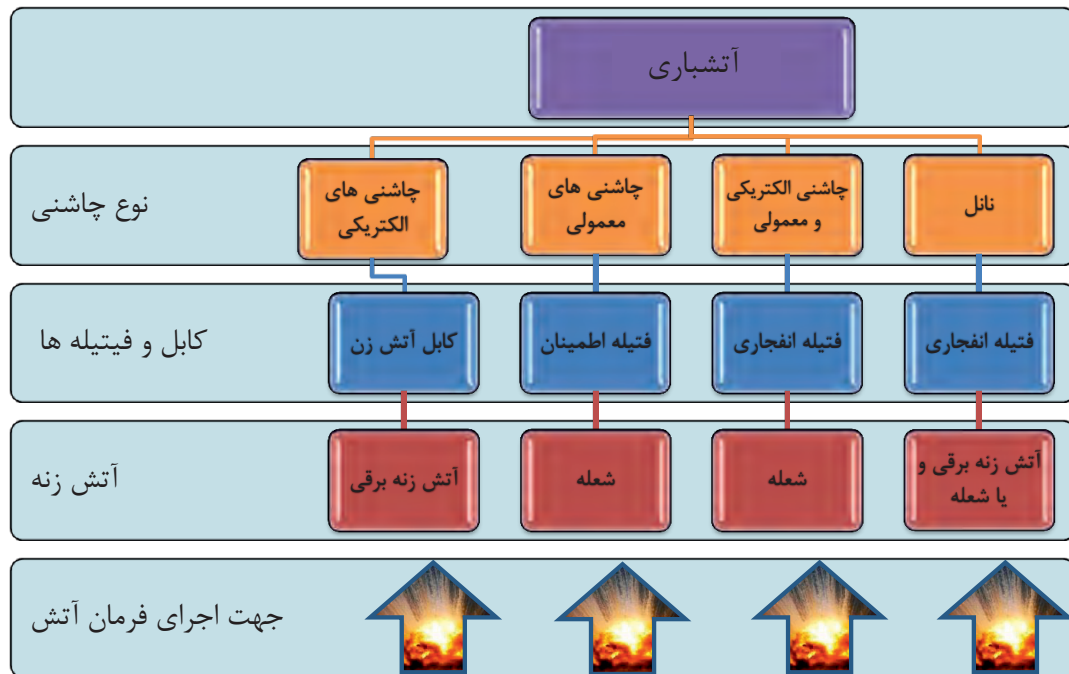 آتشباری
نوع چاشنی
نانل
چاشنی الکتریکی
و معمولی
چاشنی های
معمولی
چاشنی های
الکتریکی
کابل و فیتیله ها
فتیله انفجاری
فتیله انفجاری
فتیله اطمینان
کابل آتش زن
آتش زنه
آتش زنه برقی و
یا شعله
شعله
شعله
آتش زنه برقی
جهت اجرای فرمان آتش